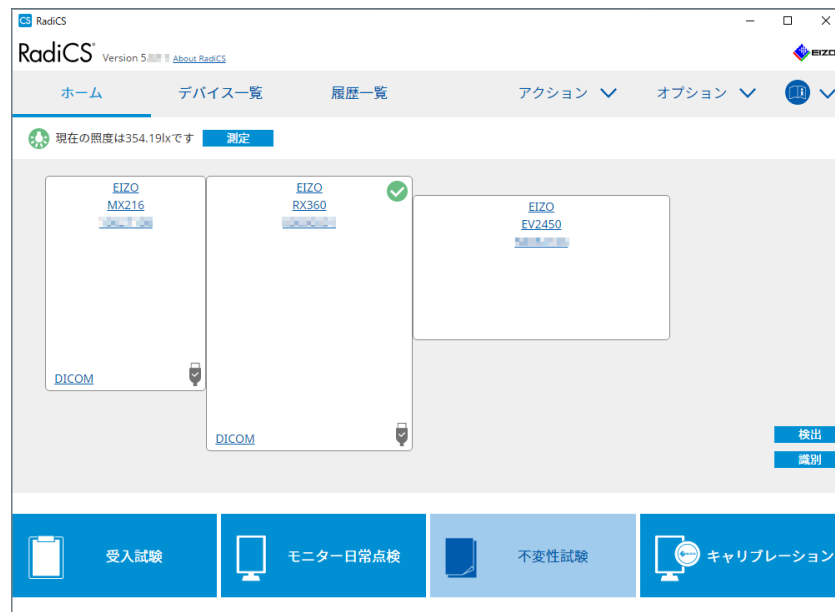 CS RadiCS
RadiCS Version 5. About RadiCS
EIZO
ホーム デバイス一覧 履歴一覧 アクション オプション
現在の照度は354.19lxです 測定
EIZO
MX216
DICOM
EIZO
RX360
DICOM
EIZO
EV2450
検出
識別
受入試験 モニター日常点検 不変性試験 キャリブレーション